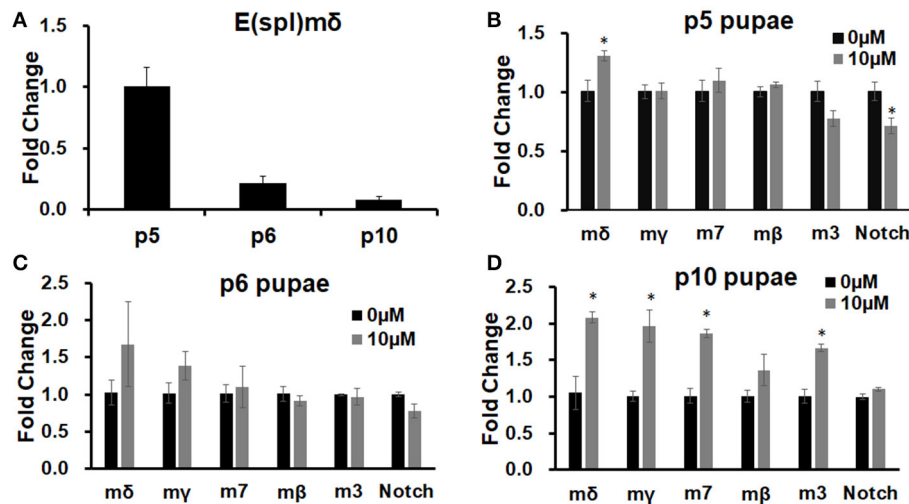 A
E(spl)mδ
Fold Change
1.5
1.0
0.5
0.0
p5 p6 p10
B
p5 pupae
0µM
10µM
Fold Change
1.5
1.0
0.5
0.0
* *
mδ mγ m7 mβ m3 Notch
C
p6 pupae
0µM
10µM
Fold Change
2.5
2.0
1.5
1.0
0.5
mδ mγ m7 mβ m3 Notch
D
p10 pupae
0µM
10µM
Fold Change
2.5
2.0
1.5
1.0
0.5
* * * *
mδ mγ m7 mβ m3 Notch